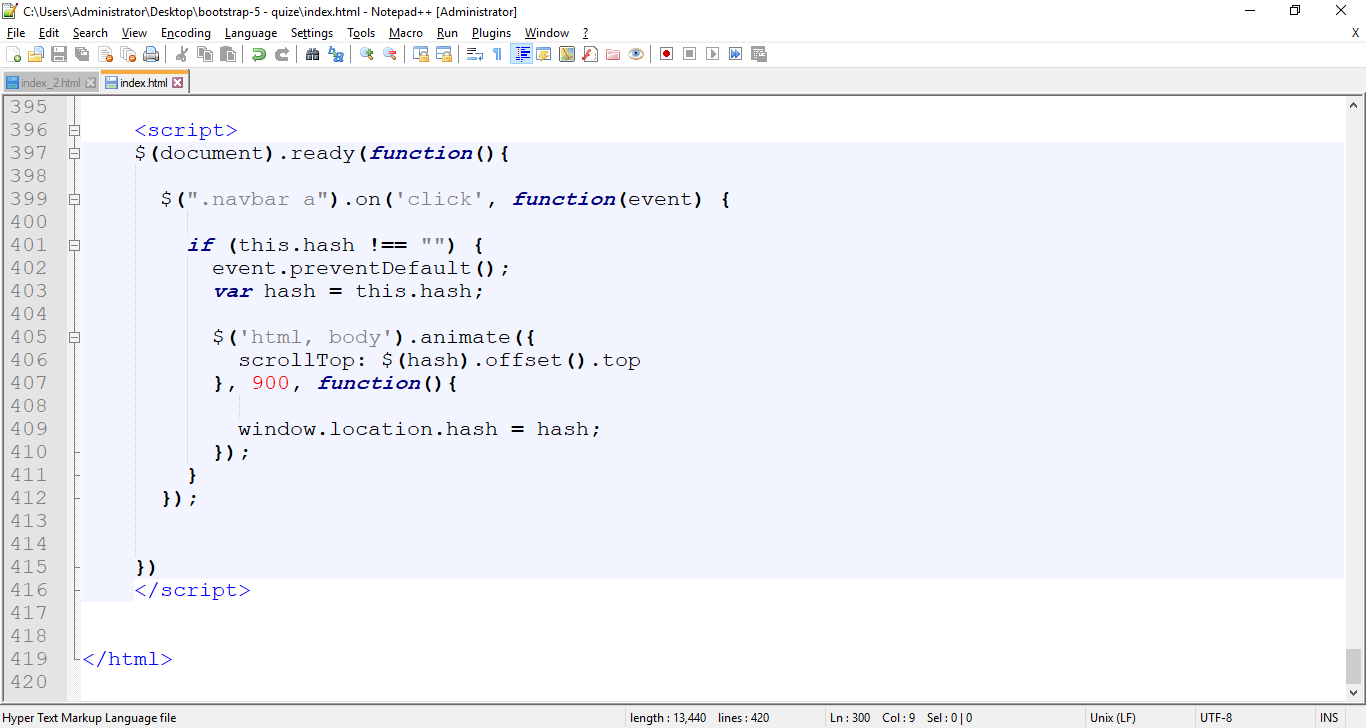 C:\Users\Administrator\Desktop\bootstrap-5 - quize\index.html - Notepad++ [Administrator]
File Edit Search View Encoding Language Settings Tools Macro Run Plugins Window ? X
index_2.html index.html
395
396 <script>
397 $(document).ready(function(){
398
399 $(".navbar a").on('click', function(event) {
400
401 if (this.hash !== "") {
402 event.preventDefault();
403 var hash = this.hash;
404
405 $('html, body').animate({
406 scrollTop: $(hash).offset().top
407 }, 900, function(){
408
409 window.location.hash = hash;
410 });
411 }
412 });
413
414
415 })
416 </script>
417
418
419 </html>
420
Hyper Text Markup Language file length : 13,440 lines : 420 Ln : 300 Col : 9 Sel : 0 | 0 Unix (LF) UTF-8 INS